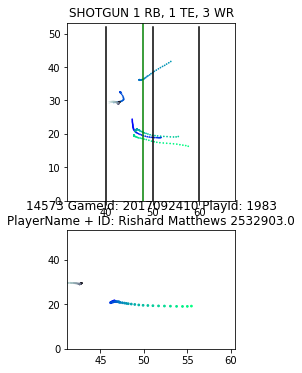 SHOTGUN 1 RB, 1 TE, 3 WR
50
40
30
20
10
0
40 50 60
14573 GameId: 2017092410 PlayId: 1983
PlayerName + ID: Rishard Matthews 2532903.0
40
20
0
45 50 55 60